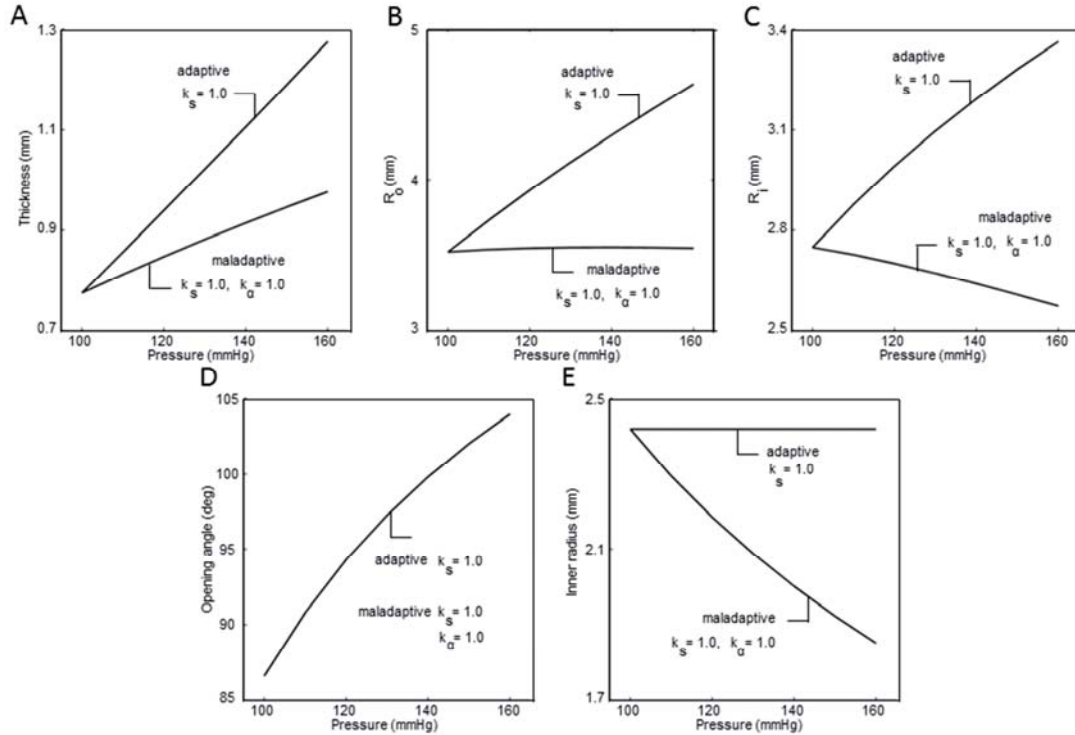 A
1.3
1.1
0.9
0.7
Thickness (mm)
adaptive
k_s = 1.0
maladaptive
k_s = 1.0, k_α = 1.0
100 120 140 160
Pressure (mmHg)
B
5
4
3
R_o (mm)
adaptive
k_s = 1.0
maladaptive
k_s = 1.0, k_α = 1.0
100 120 140 160
Pressure (mmHg)
C
3.4
3.1
2.8
2.5
R_i (mm)
adaptive
k_s = 1.0
maladaptive
k_s = 1.0, k_α = 1.0
100 120 140 160
Pressure (mmHg)
D
105
100
95
90
85
Opening angle (deg)
adaptive k_s = 1.0
maladaptive k_s = 1.0
k_α = 1.0
100 120 140 160
Pressure (mmHg)
E
2.5
2.1
1.7
Inner radius (mm)
adaptive
k_s = 1.0
maladaptive
k_s = 1.0, k_α = 1.0
100 120 140 160
Pressure (mmHg)